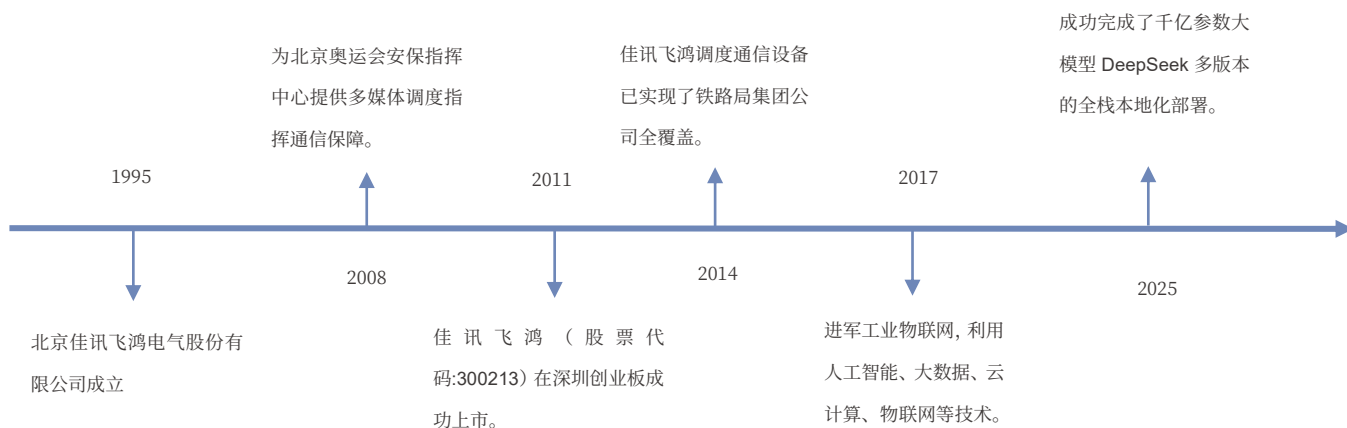 成功完成了千亿参数大
模型 DeepSeek 多版本
的全栈本地化部署。
为北京奥运会安保指挥
中心提供多媒体调度指
挥通信保障。
佳讯飞鸿调度通信设备
已实现了铁路局集团公
司全覆盖。
1995
2011
2017
2008
2014
2025
北京佳讯飞鸿电气股份有
限公司成立
佳讯飞鸿（股票代
码:300213）在深圳创业板成
功上市。
进军工业物联网,利用
人工智能、大数据、云
计算、物联网等技术。